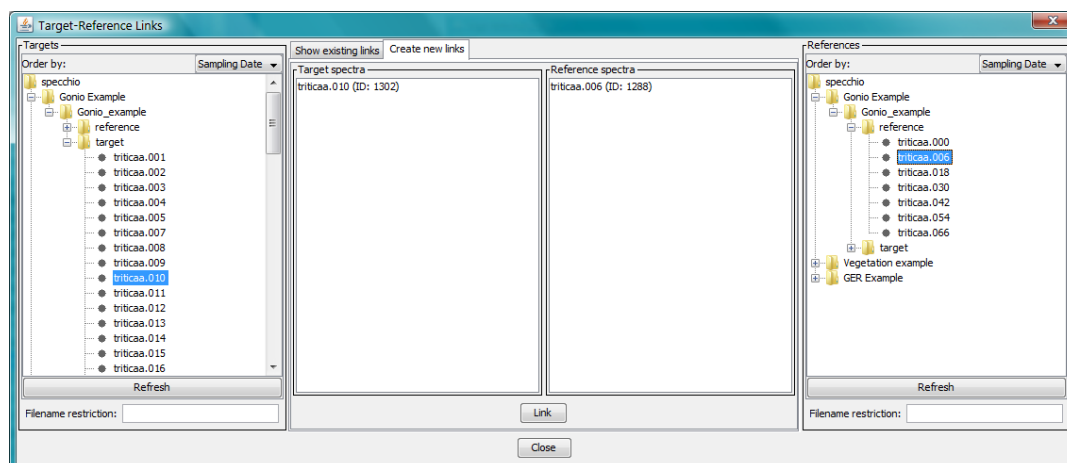 Target-Reference Links
Targets
Order by: Sampling Date
specchio
Gonio Example
Gonio_example
reference
target
triticaa.001
triticaa.002
triticaa.003
triticaa.004
triticaa.005
triticaa.007
triticaa.008
triticaa.009
triticaa.010
triticaa.011
triticaa.012
triticaa.013
triticaa.014
triticaa.015
triticaa.016
Refresh
Filename restriction:
Show existing links Create new links
Target spectra
triticaa.010 (ID: 1302)
Reference spectra
triticaa.006 (ID: 1288)
Link
Close
References
Order by: Sampling Date
specchio
Gonio Example
Gonio_example
reference
triticaa.000
triticaa.006
triticaa.018
triticaa.030
triticaa.042
triticaa.054
triticaa.066
target
Vegetation example
GER Example
Refresh
Filename restriction: